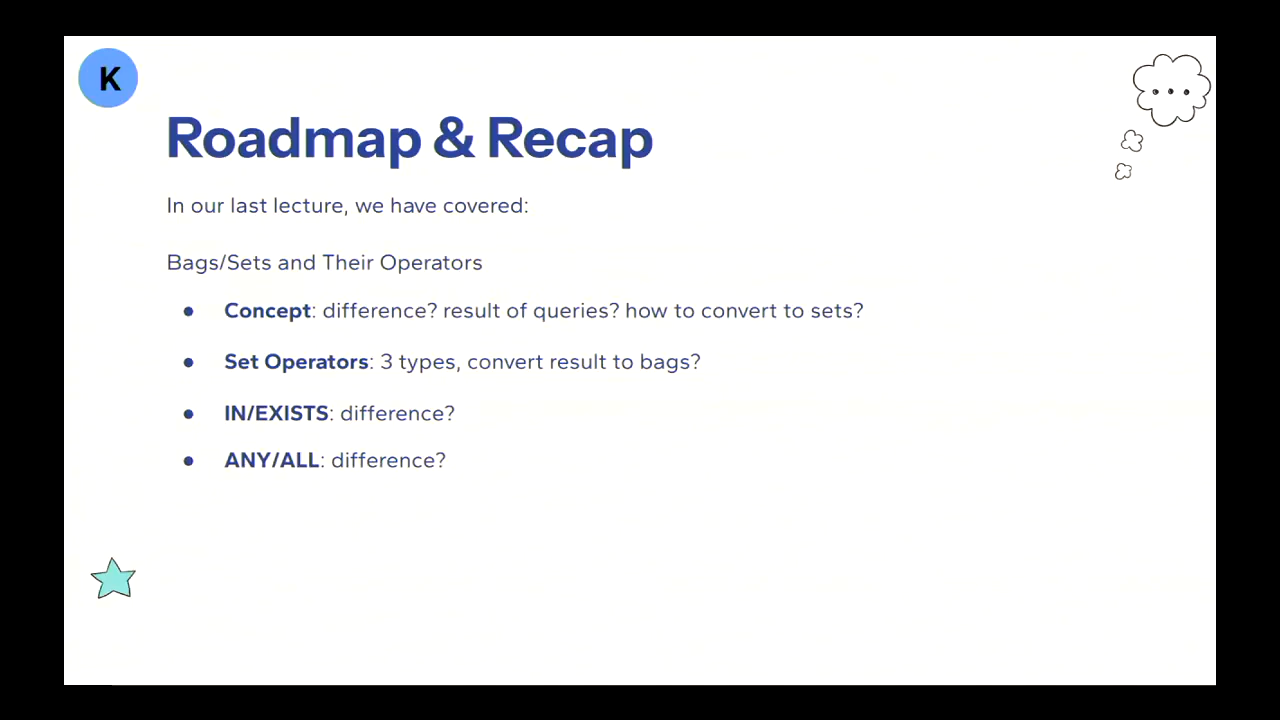 K
Roadmap & Recap
In our last lecture, we have covered:
Bags/Sets and Their Operators
● Concept: difference? result of queries? how to convert to sets?
● Set Operators: 3 types, convert result to bags?
● IN/EXISTS: difference?
● ANY/ALL: difference?